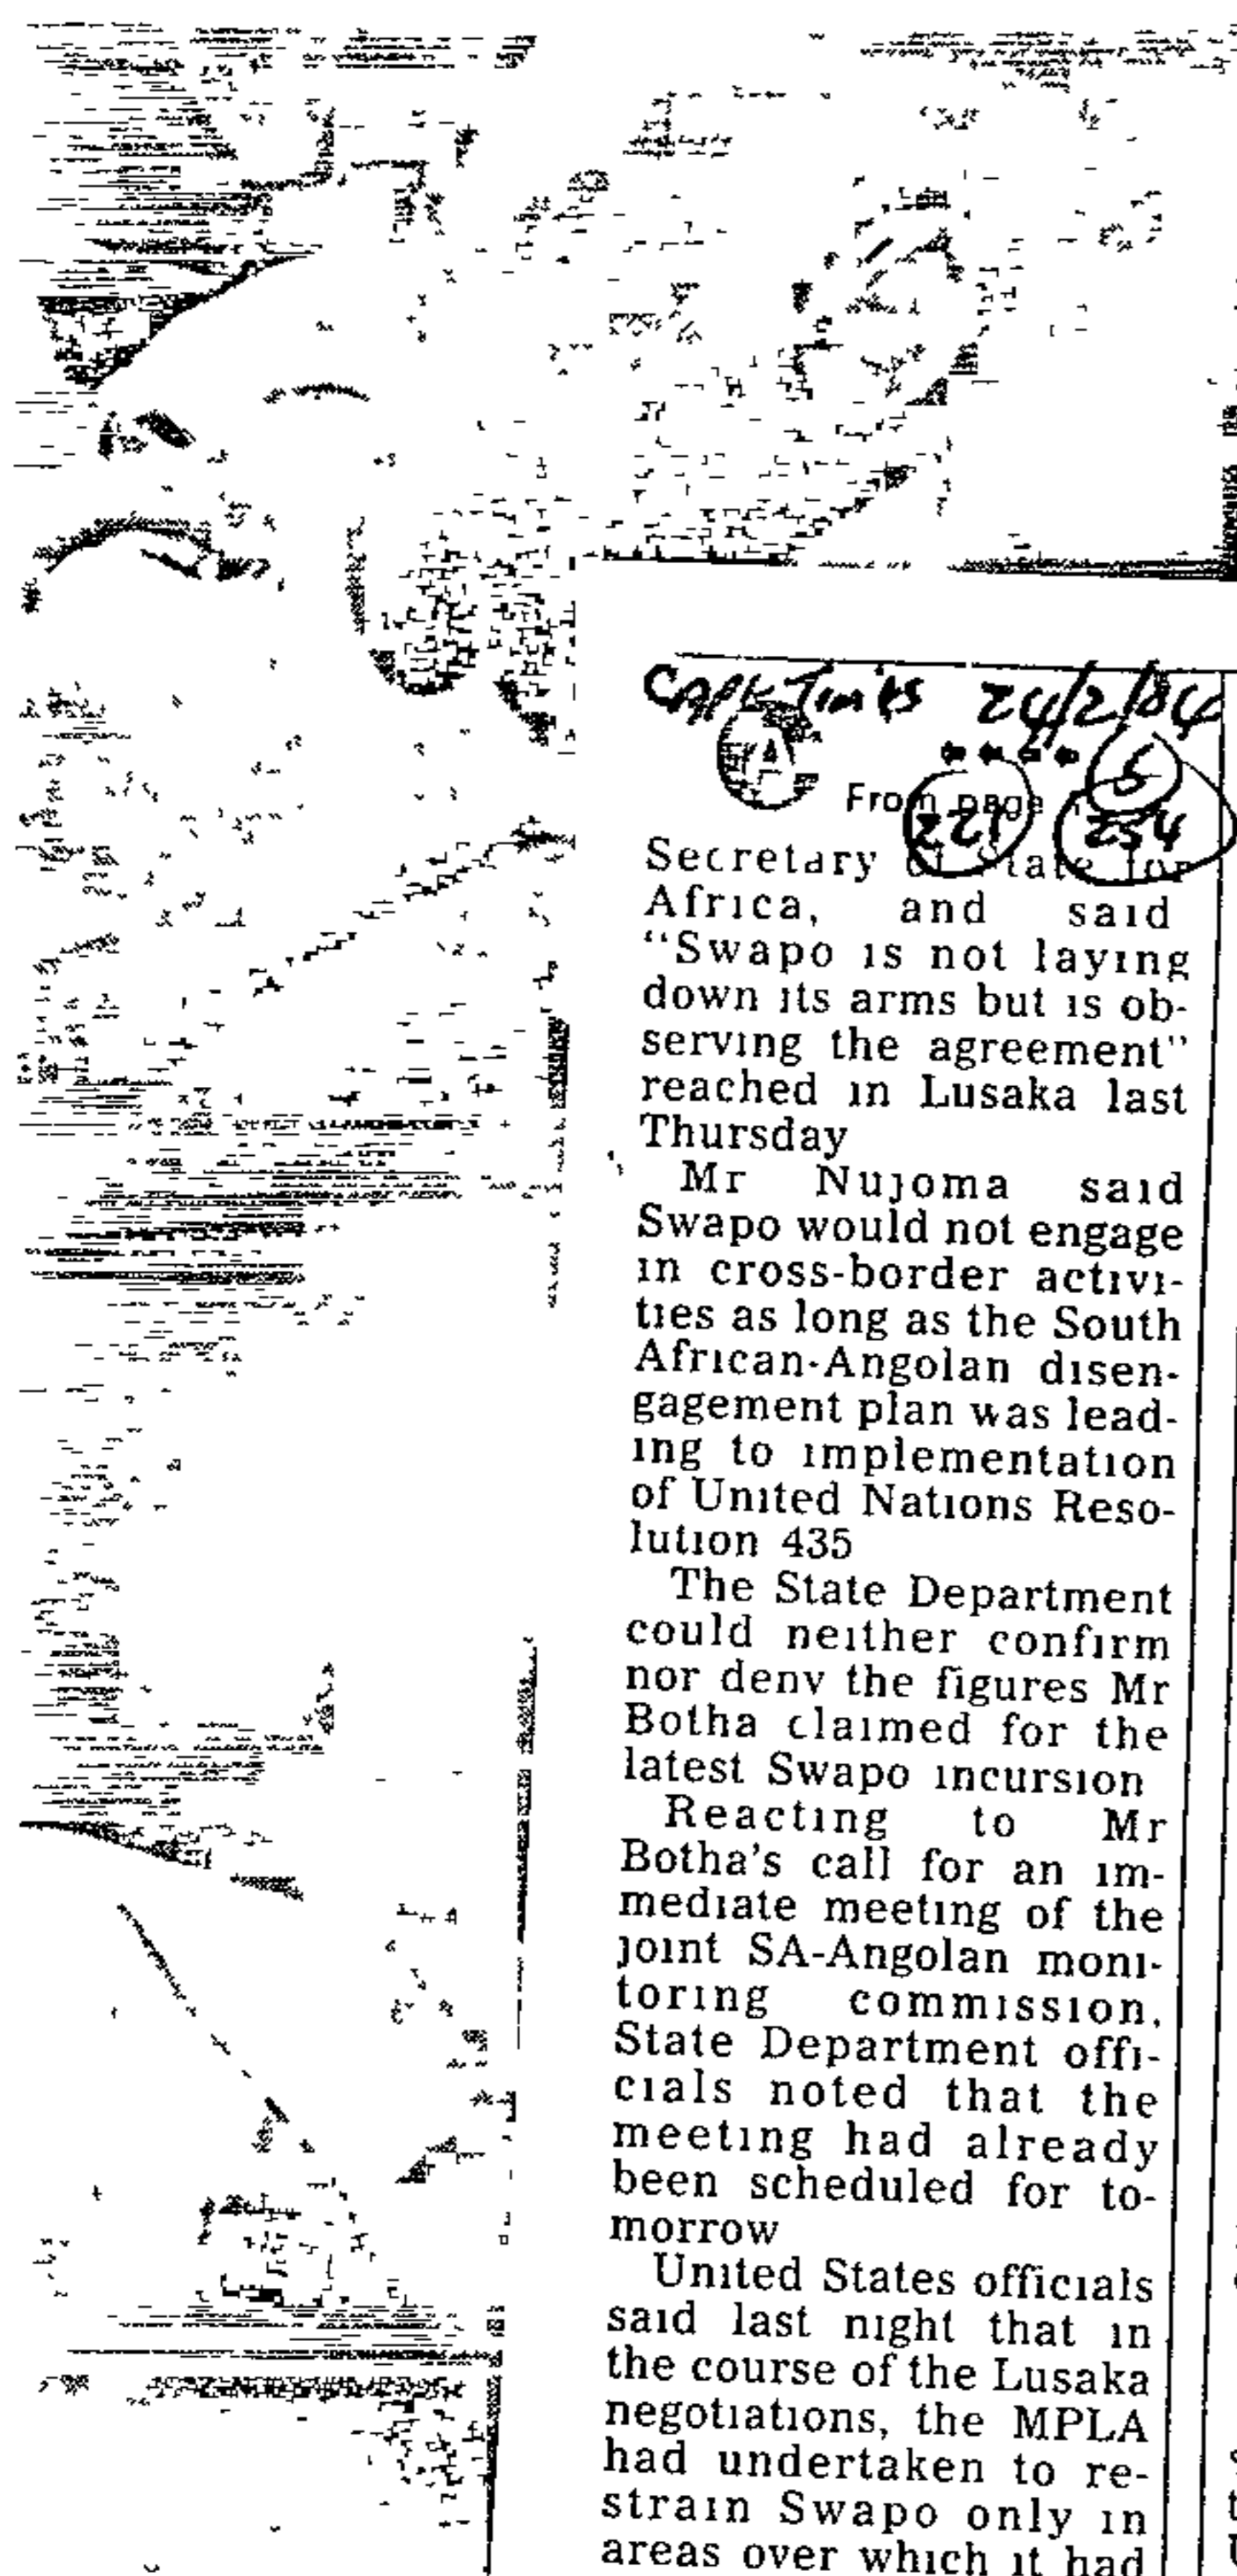 Cape Times 24/2/84
A
6
From page
221
254
Secretary of State for
Africa, and said
“Swapo is not laying
down its arms but is ob-
serving the agreement”
reached in Lusaka last
Thursday
Mr Nujoma said
Swapo would not engage
in cross-border activi-
ties as long as the South
African-Angolan disen-
gagement plan was lead-
ing to implementation
of United Nations Reso-
lution 435
The State Department
could neither confirm
nor deny the figures Mr
Botha claimed for the
latest Swapo incursion
Reacting to Mr
Botha's call for an im-
mediate meeting of the
joint SA-Angolan moni-
toring commission,
State Department offi-
cials noted that the
meeting had already
been scheduled for to-
morrow
United States officials
said last night that in
the course of the Lusaka
negotiations, the MPLA
had undertaken to re-
strain Swapo only in
areas over which it had